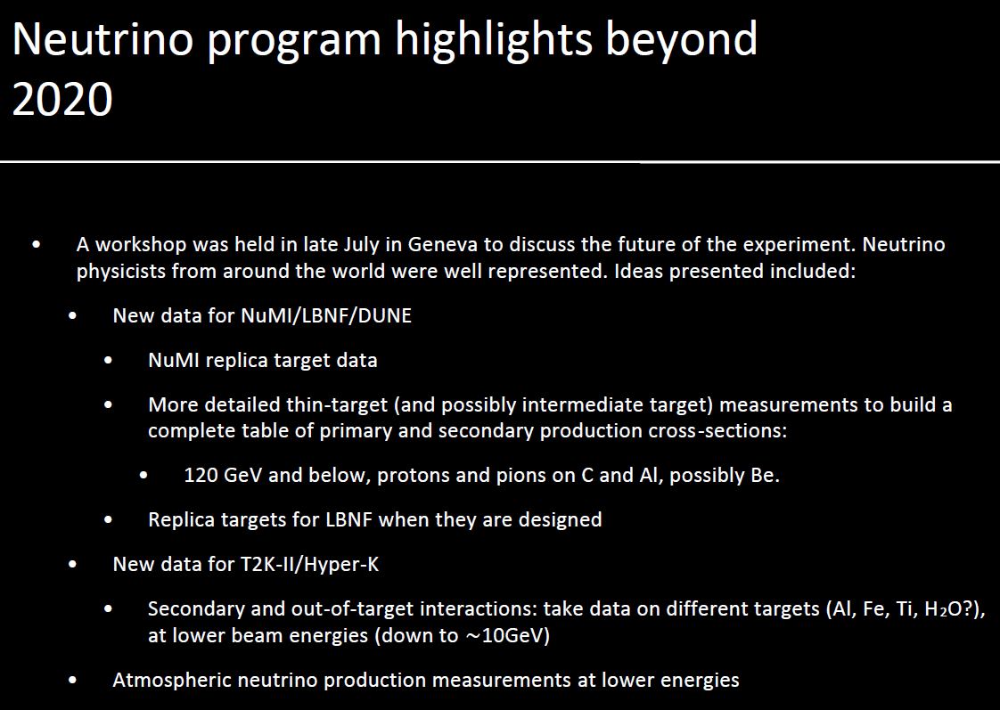 Neutrino program highlights beyond
2020
• A workshop was held in late July in Geneva to discuss the future of the experiment. Neutrino
physicists from around the world were well represented. Ideas presented included:
• New data for NuMI/LBNF/DUNE
• NuMI replica target data
• More detailed thin-target (and possibly intermediate target) measurements to build a
complete table of primary and secondary production cross-sections:
• 120 GeV and below, protons and pions on C and Al, possibly Be.
• Replica targets for LBNF when they are designed
• New data for T2K-II/Hyper-K
• Secondary and out-of-target interactions: take data on different targets (Al, Fe, Ti, H₂O?),
at lower beam energies (down to ~10GeV)
• Atmospheric neutrino production measurements at lower energies